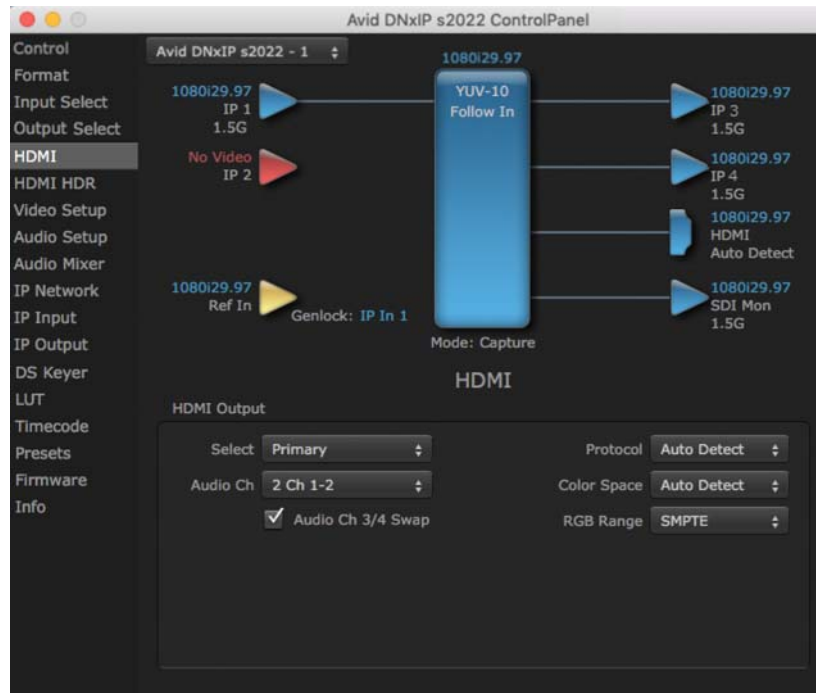 Avid DNxIP s2022 ControlPanel
Control
Format
Input Select
Output Select
HDMI
HDMI HDR
Video Setup
Audio Setup
Audio Mixer
IP Network
IP Input
IP Output
DS Keyer
LUT
Timecode
Presets
Firmware
Info
Avid DNxIP s2022 - 1
1080i29.97
YUV-10
Follow In
1080i29.97
IP 1
1.5G
No Video
IP 2
1080i29.97
Ref In
Genlock: IP In 1
1080i29.97
IP 3
1.5G
1080i29.97
IP 4
1.5G
1080i29.97
HDMI
Auto Detect
1080i29.97
SDI Mon
1.5G
Mode: Capture
HDMI
HDMI Output
Select Primary
Protocol Auto Detect
Audio Ch 2 Ch 1-2
Color Space Auto Detect
Audio Ch 3/4 Swap
RGB Range SMPTE